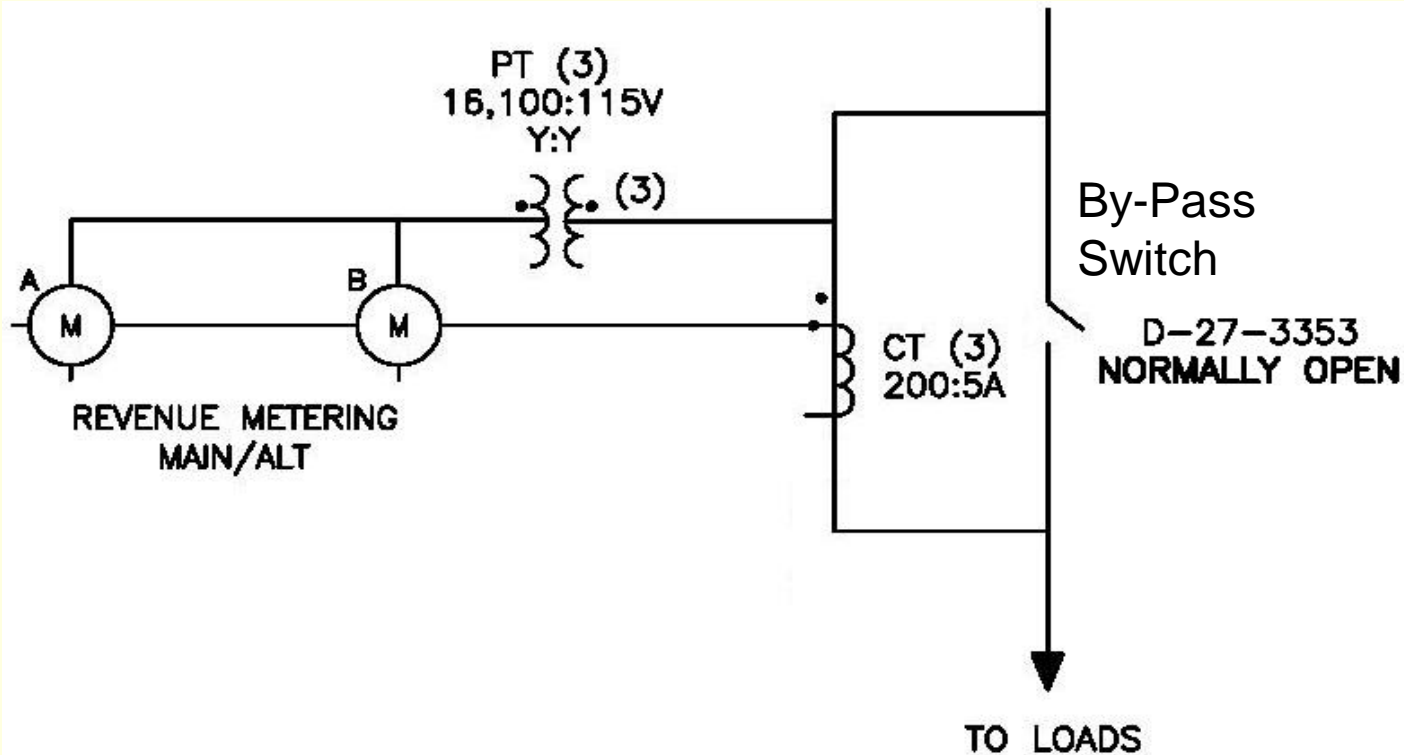 PT (3)
16,100:115V
Y:Y
(3)
By-Pass
Switch
A
B
M
M
CT (3)
200:5A
D-27-3353
NORMALLY OPEN
REVENUE METERING
MAIN/ALT
TO LOADS